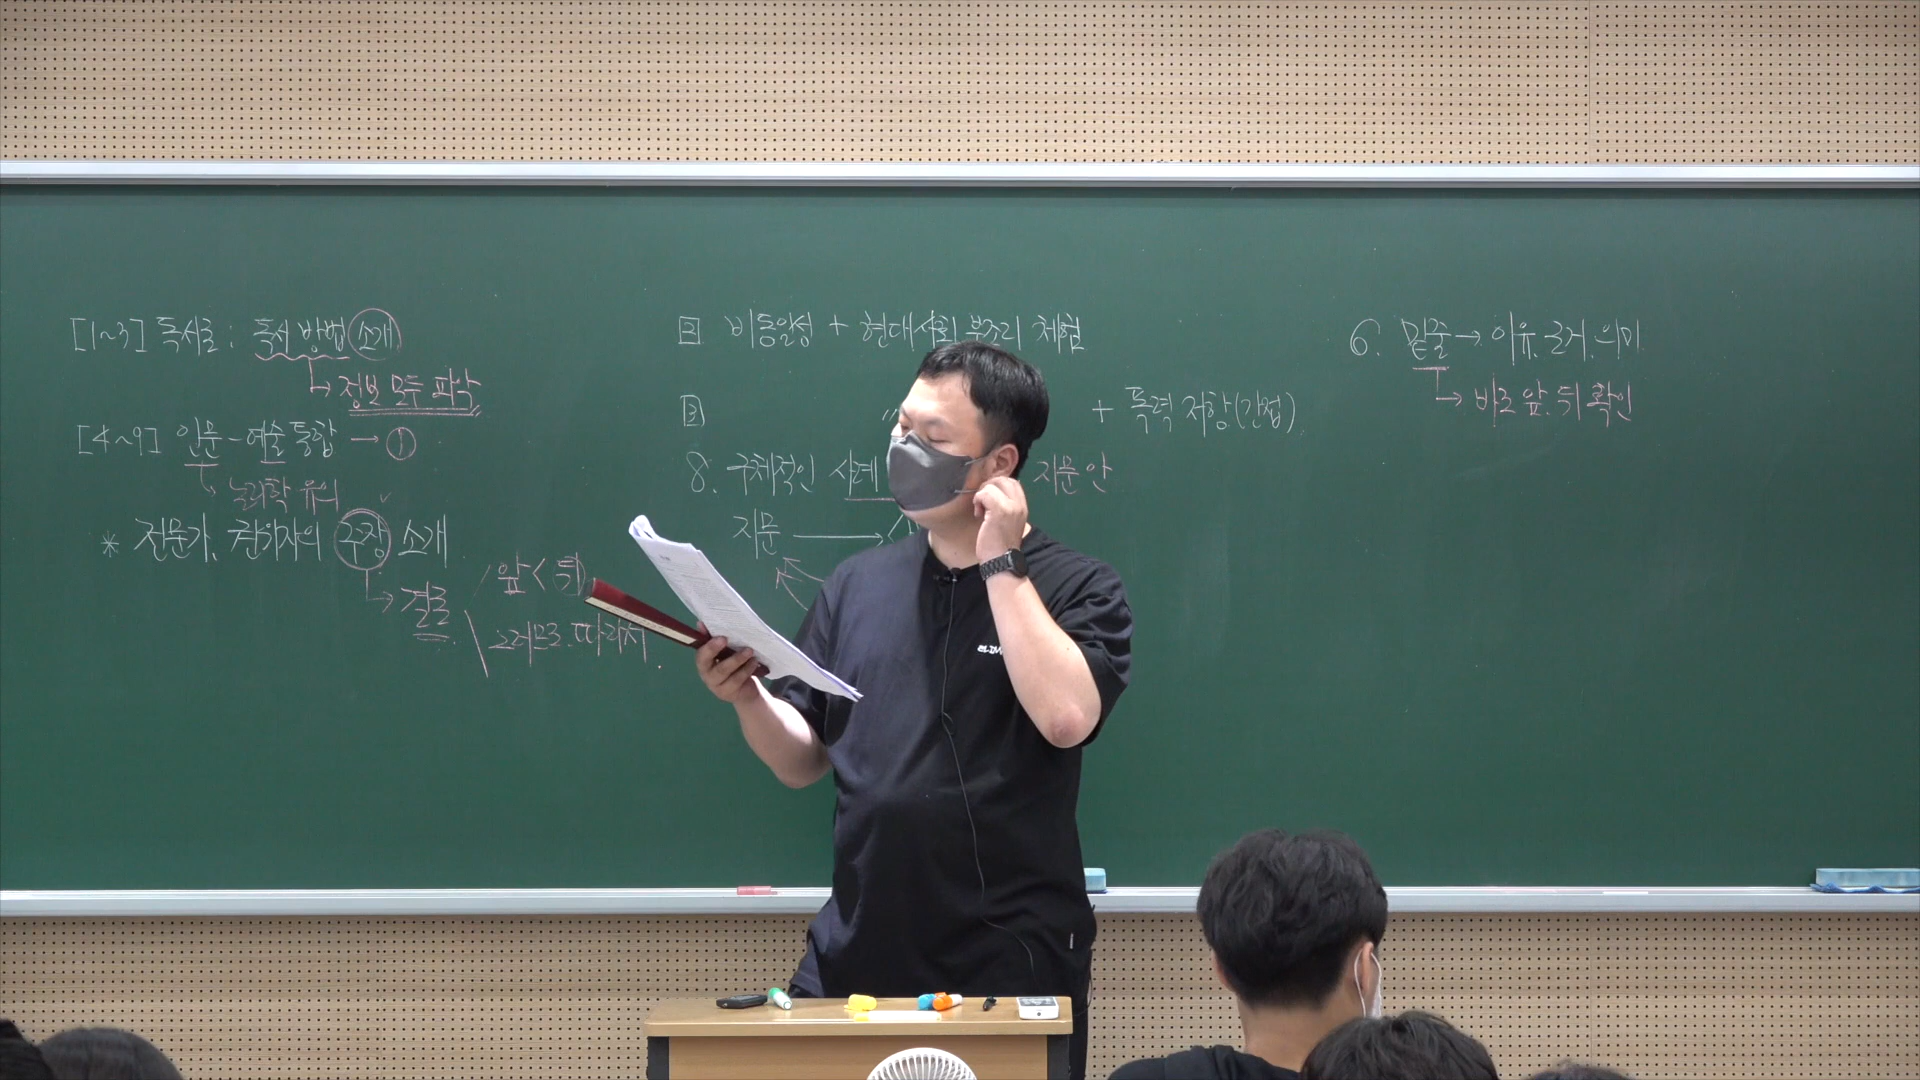 [1~3] 독서론 : 독서 방법 소개
→ 정보 모두 파악
[4~9] 인문-예술 통합 → ①
논리학 유의
* 전문가, 권위자의 주장 소개
→ 결론
앞 < 뒤
그러므로, 따라서
2 비동일성 + 현대사회 부조리 체험
3 + 폭력 저항(간접)
8. 구체적인 사례 지문 안
지문 →
6. 밑줄 → 이유, 근거, 의미
→ 바로 앞, 뒤 확인